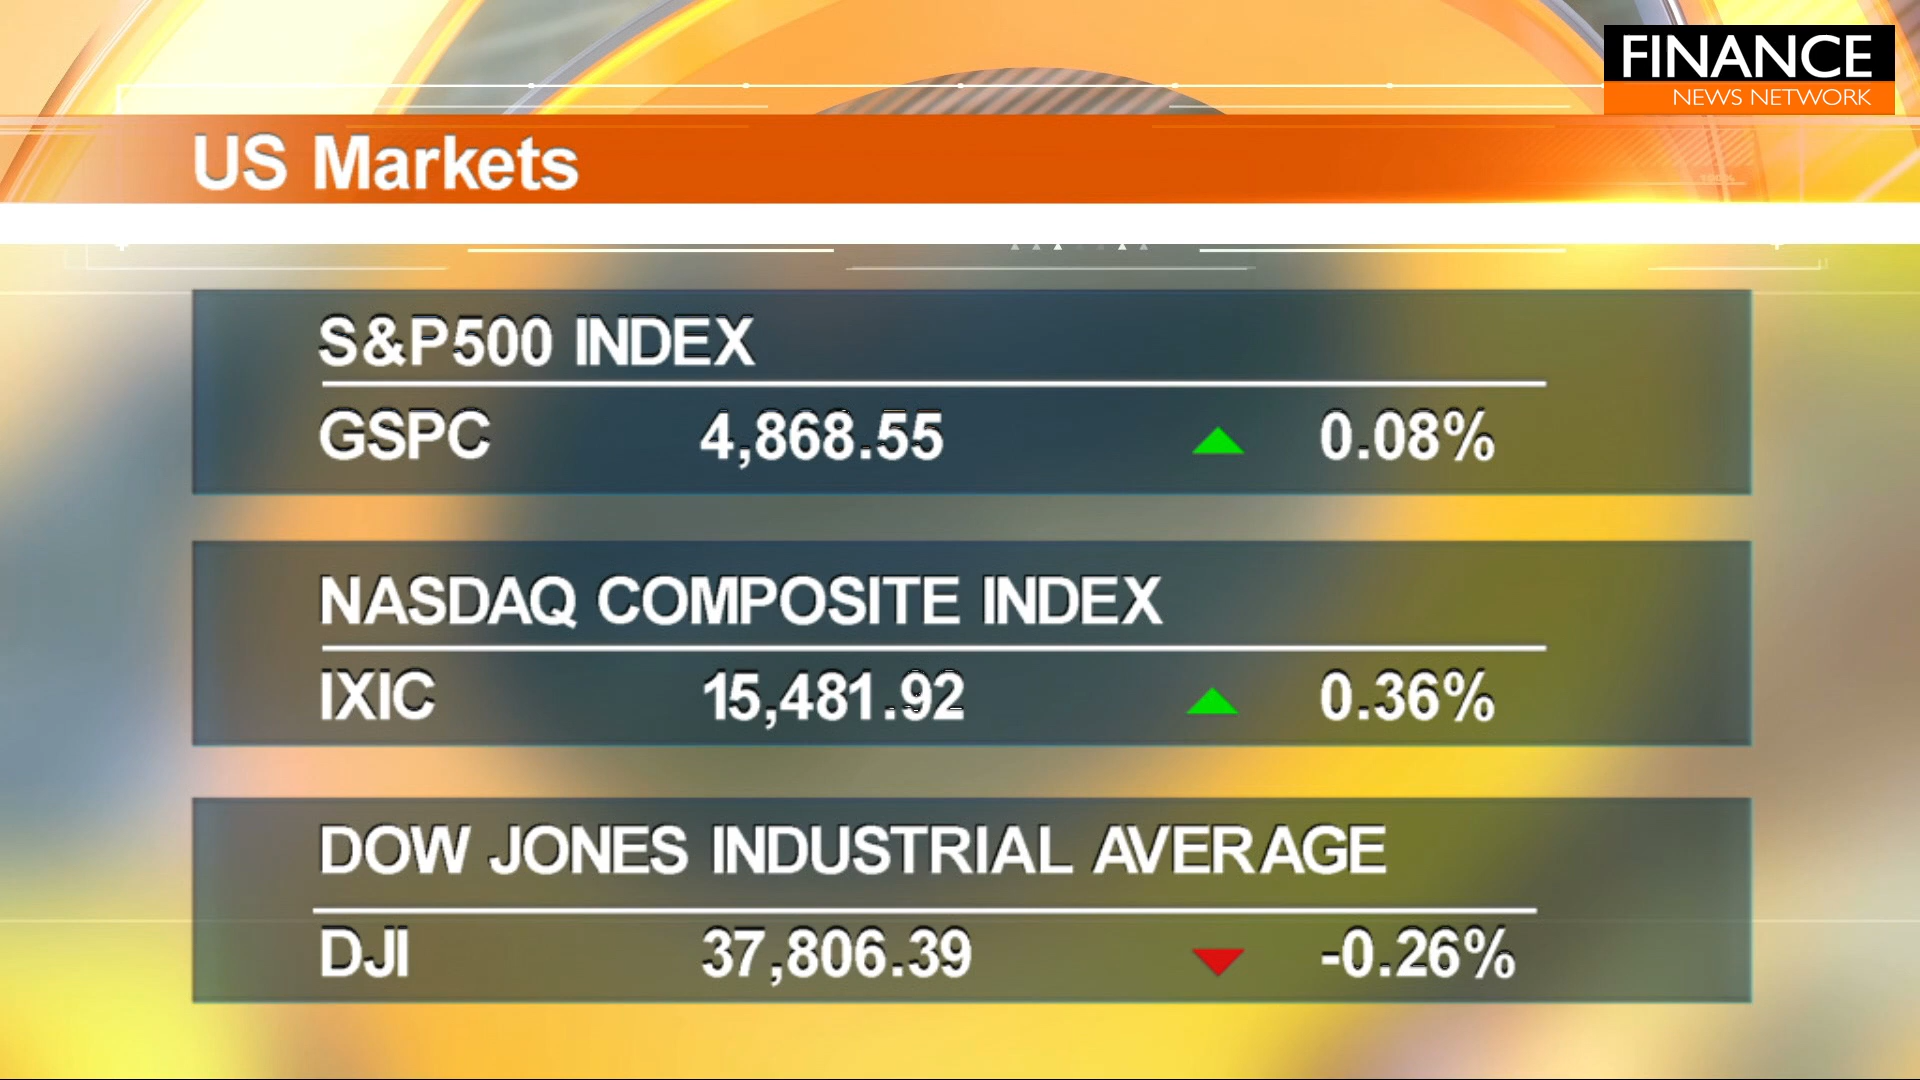 FINANCE
NEWS NETWORK
US Markets
S&P500 INDEX
GSPC 4,868.55 0.08%
NASDAQ COMPOSITE INDEX
IXIC 15,481.92 0.36%
DOW JONES INDUSTRIAL AVERAGE
DJI 37,806.39 -0.26%